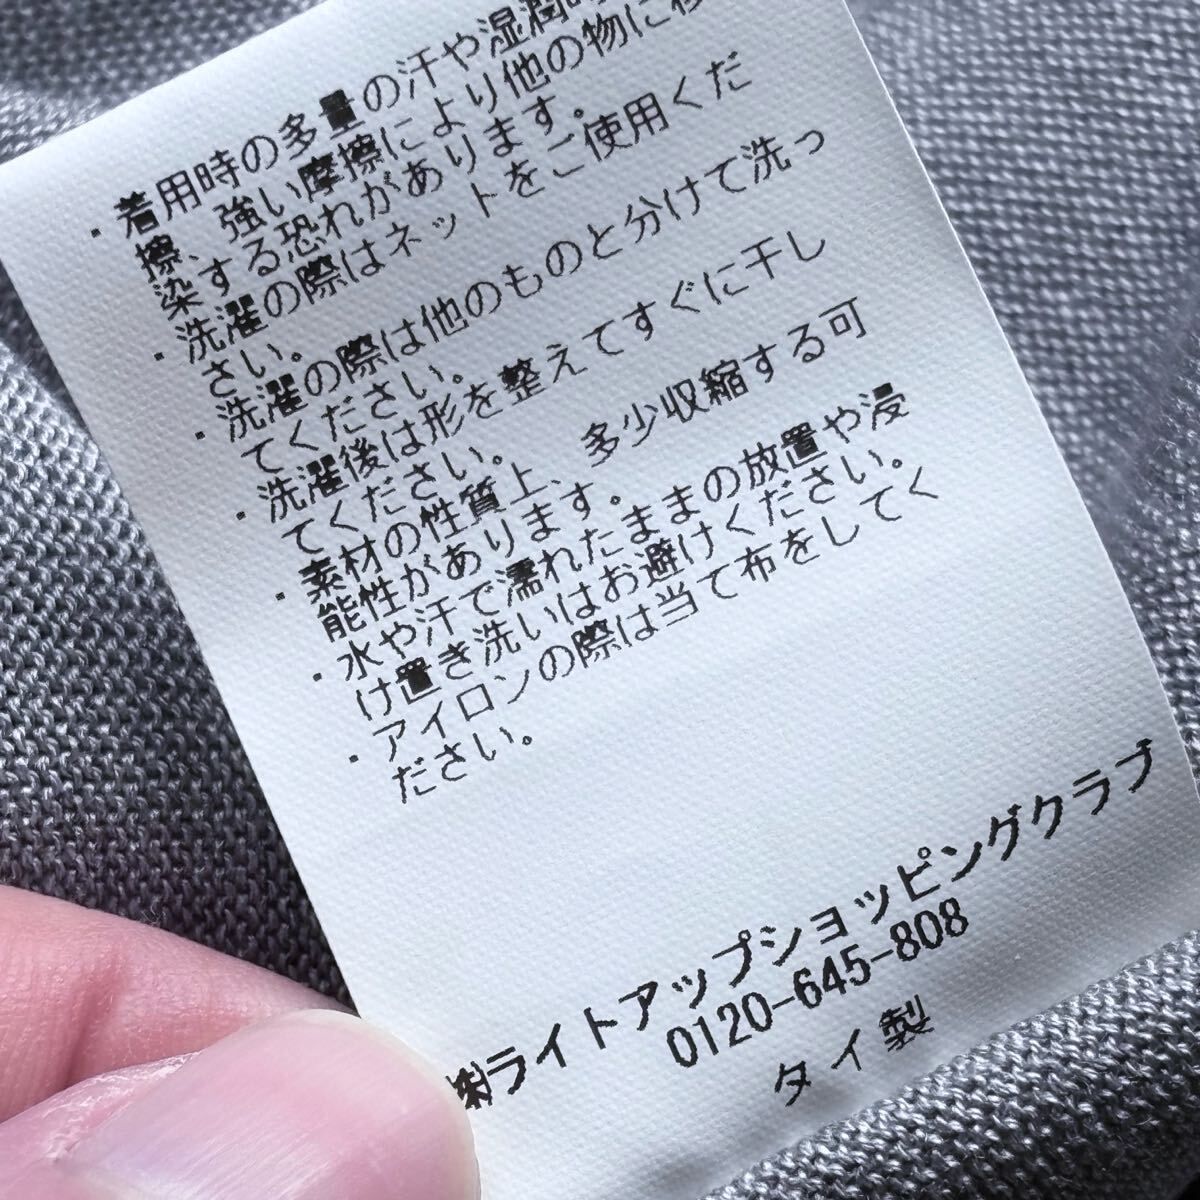 ・着用時の多量の汗や湿潤
擦、強い摩擦により他の物に移
染する恐れがあります。
・洗濯の際はネットをご使用くだ
さい。
・洗濯の際は他のものと分けて洗っ
てください。
・洗濯後は形を整えてすぐに干し
てください。
・素材の性質上、多少収縮する可
能性があります。
・水や汗で濡れたままの放置や浸
け置き洗いはお避けください。
・アイロンの際は当て布をしてく
ださい。
㈱ライトアップショッピングクラブ
0120-645-808
タイ製